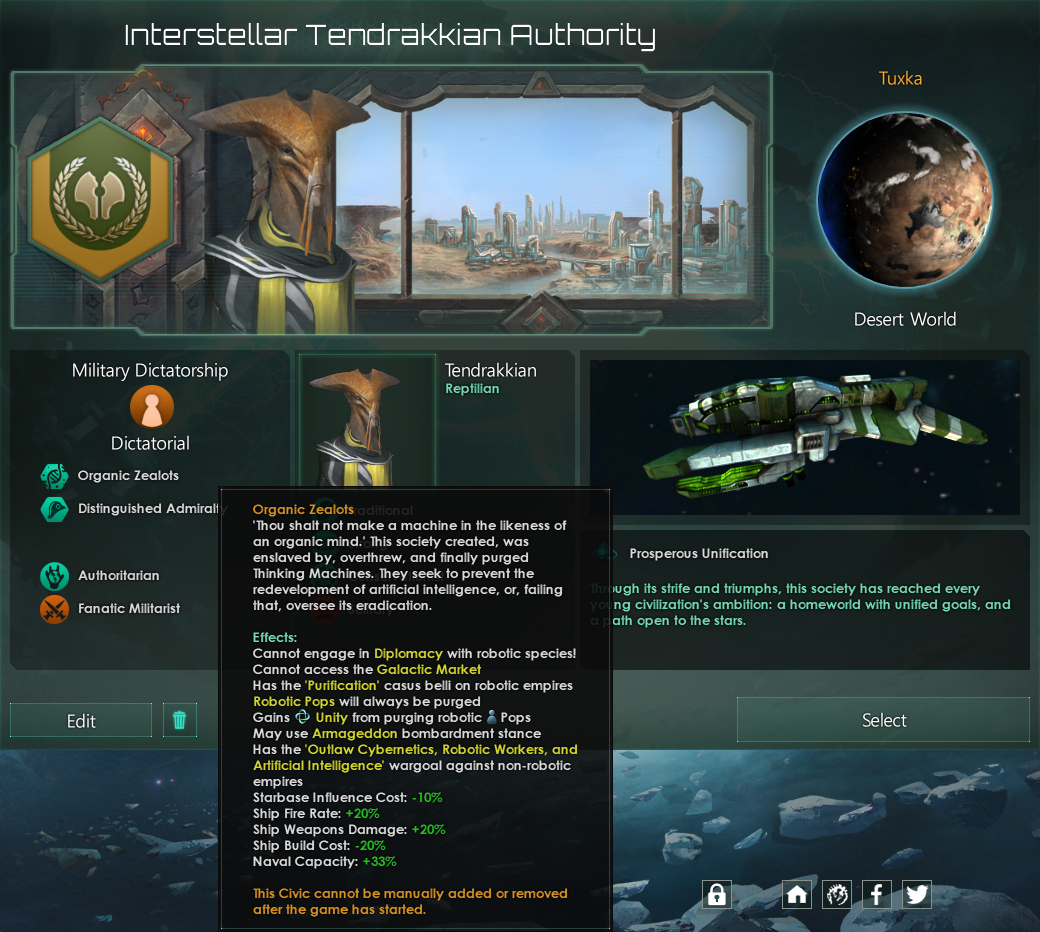 Interstellar Tendrakkian Authority
Tuxka
Desert World
Military Dictatorship
Dictatorial
Organic Zealots
Distinguished Admiralty
Authoritarian
Fanatic Militarist
Tendrakkian
Reptilian
Traditional
Organic Zealots
'Thou shalt not make a machine in the likeness of
an organic mind.' This society created, was
enslaved by, overthrew, and finally purged
Thinking Machines. They seek to prevent the
redevelopment of artificial intelligence, or, failing
that, oversee its eradication.
Effects:
Cannot engage in Diplomacy with robotic species!
Cannot access the Galactic Market
Has the 'Purification' casus belli on robotic empires
Robotic Pops will always be purged
Gains Unity from purging robotic Pops
May use Armageddon bombardment stance
Has the 'Outlaw Cybernetics, Robotic Workers, and
Artificial Intelligence' wargoal against non-robotic
empires
Starbase Influence Cost: -10%
Ship Fire Rate: +20%
Ship Weapons Damage: +20%
Ship Build Cost: -20%
Naval Capacity: +33%
This Civic cannot be manually added or removed
after the game has started.
Prosperous Unification
Through its strife and triumphs, this society has reached every
young civilization's ambition: a homeworld with unified goals, and
a path open to the stars.
Edit
Select